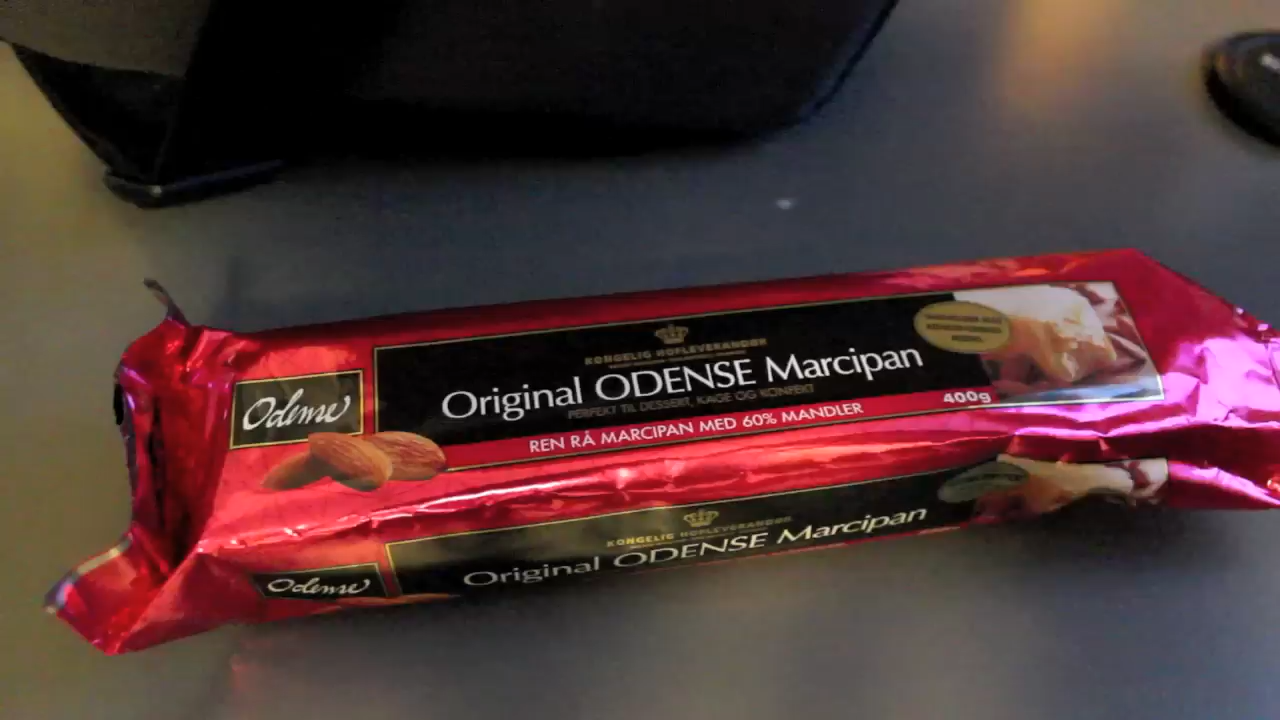 Odense
KONGELIG HOFLEVERANDØR
Original ODENSE Marcipan
PERFEKT TIL DESSERT, KAGE OG KONFEKT
REN RÅ MARCIPAN MED 60% MANDLER
400g
Odense
KONGELIG HOFLEVERANDØR
Original ODENSE Marcipan